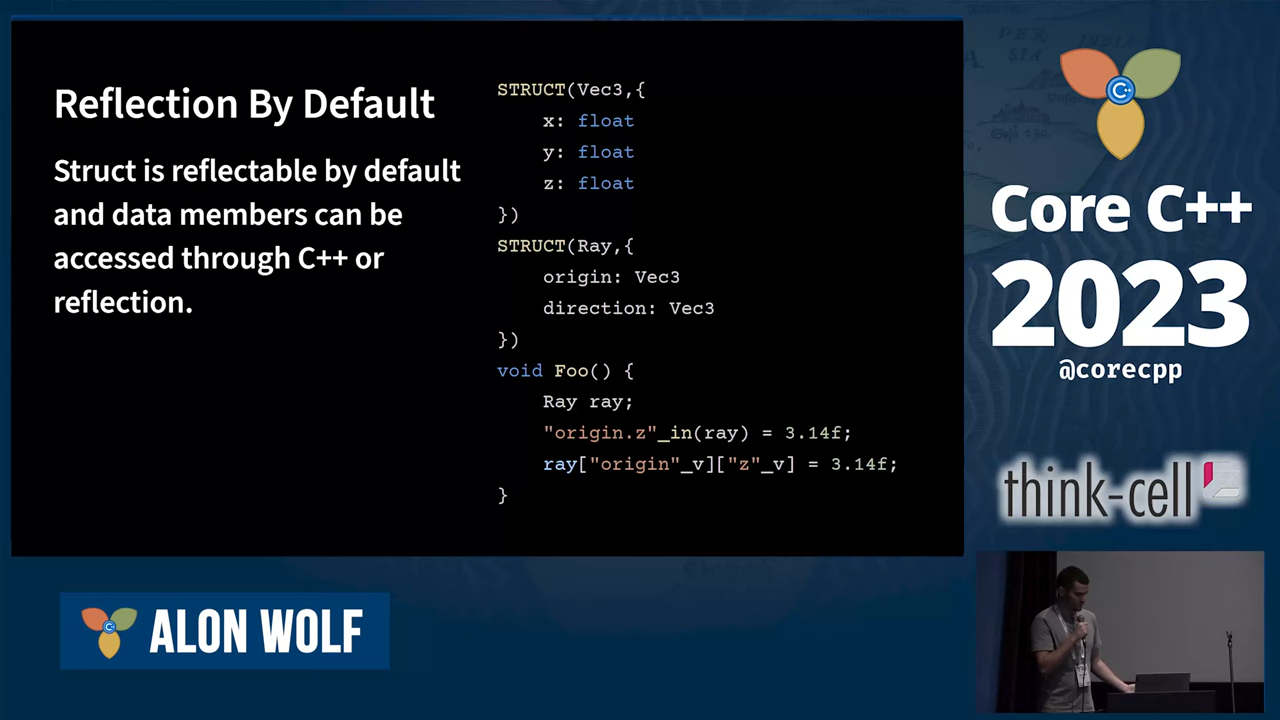 Reflection By Default
Struct is reflectable by default
and data members can be
accessed through C++ or
reflection.
STRUCT(Vec3,{
    x: float
    y: float
    z: float
})
STRUCT(Ray,{
    origin: Vec3
    direction: Vec3
})
void Foo() {
    Ray ray;
    "origin.z"_in(ray) = 3.14f;
    ray["origin"_v]["z"_v] = 3.14f;
}
C++
Core C++
2023
@corecpp
think-cell
ALON WOLF